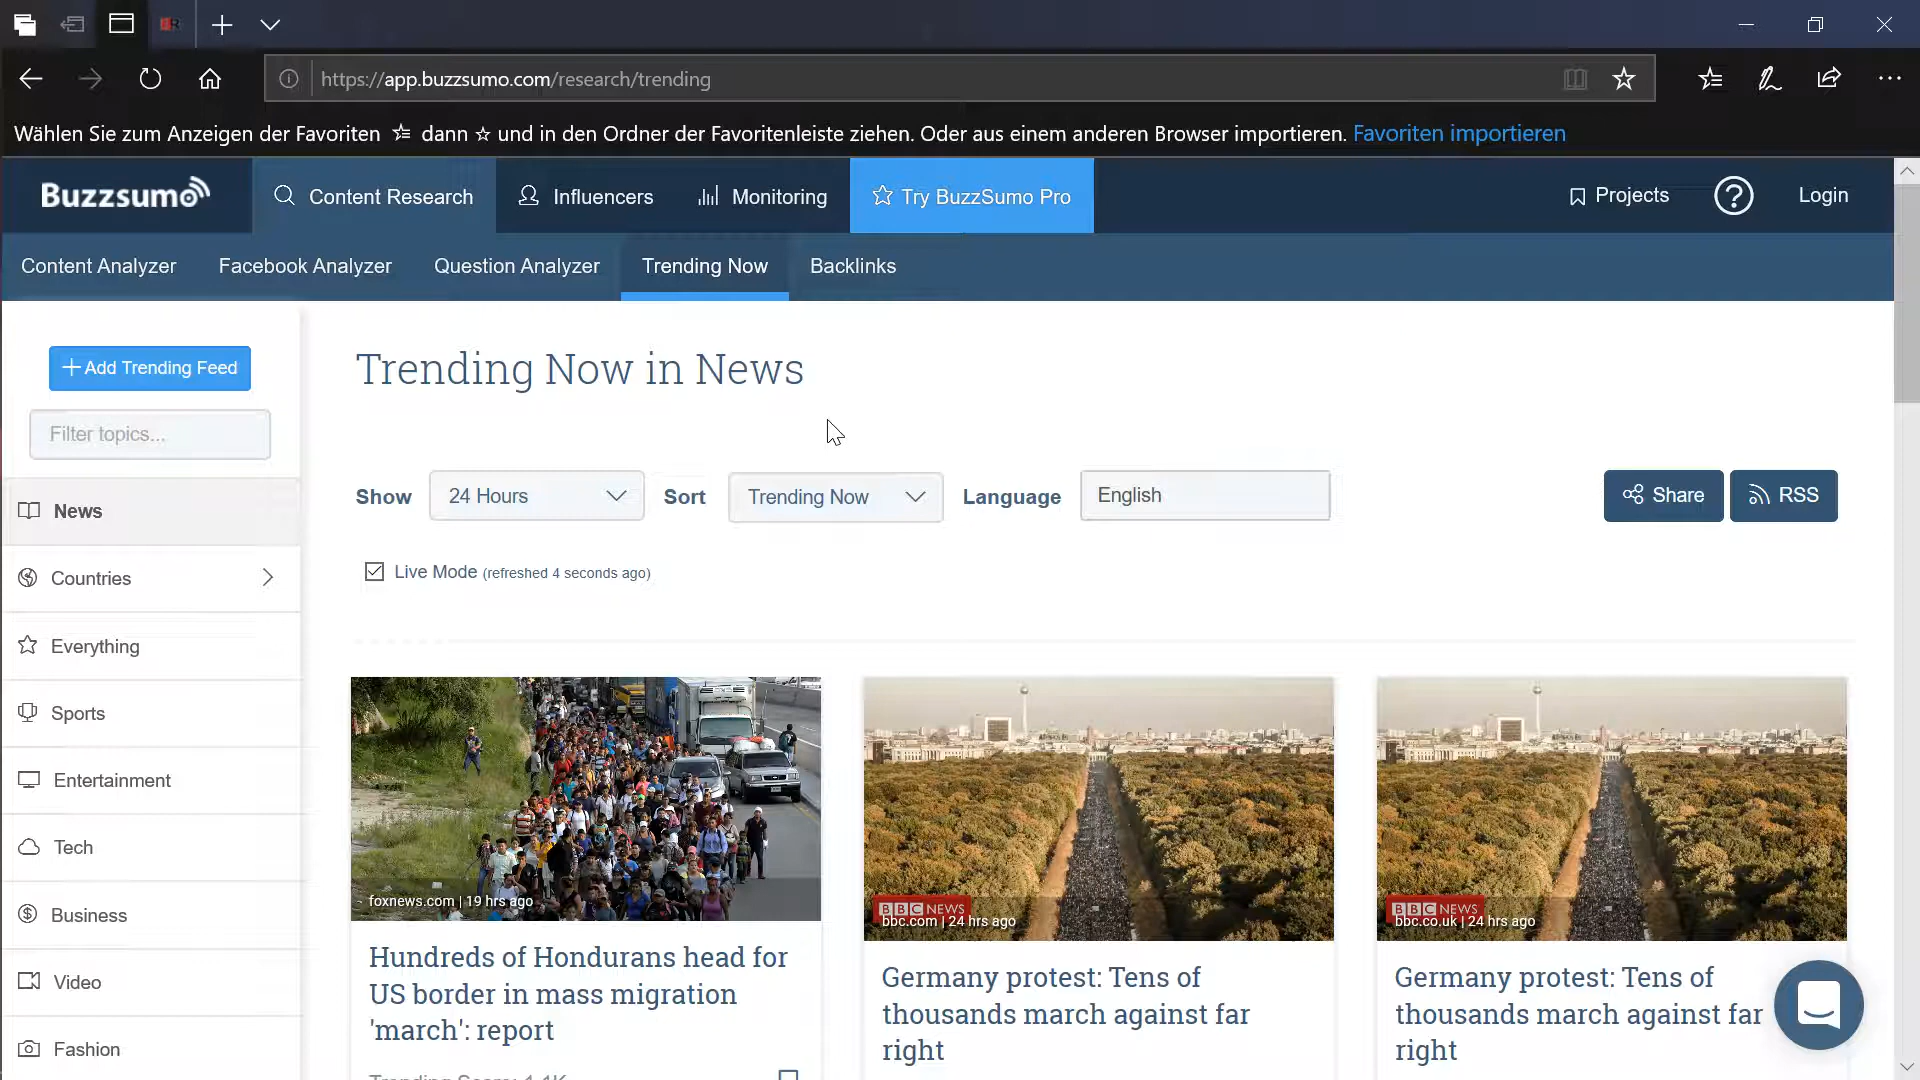 https://app.buzzsumo.com/research/trending
Wählen Sie zum Anzeigen der Favoriten dann und in den Ordner der Favoritenleiste ziehen. Oder aus einem anderen Browser importieren. Favoriten importieren
Buzzsumo Content Research Influencers Monitoring Try BuzzSumo Pro Projects ? Login
Content Analyzer Facebook Analyzer Question Analyzer Trending Now Backlinks
+ Add Trending Feed
Filter topics...
News
Countries
Everything
Sports
Entertainment
Tech
Business
Video
Fashion
Trending Now in News
Show 24 Hours Sort Trending Now Language English Share RSS
Live Mode (refreshed 4 seconds ago)
foxnews.com | 19 hrs ago
Hundreds of Hondurans head for
US border in mass migration
'march': report
BBC NEWS
bbc.com | 24 hrs ago
Germany protest: Tens of
thousands march against far
right
BBC NEWS
bbc.co.uk | 24 hrs ago
Germany protest: Tens of
thousands march against far
right